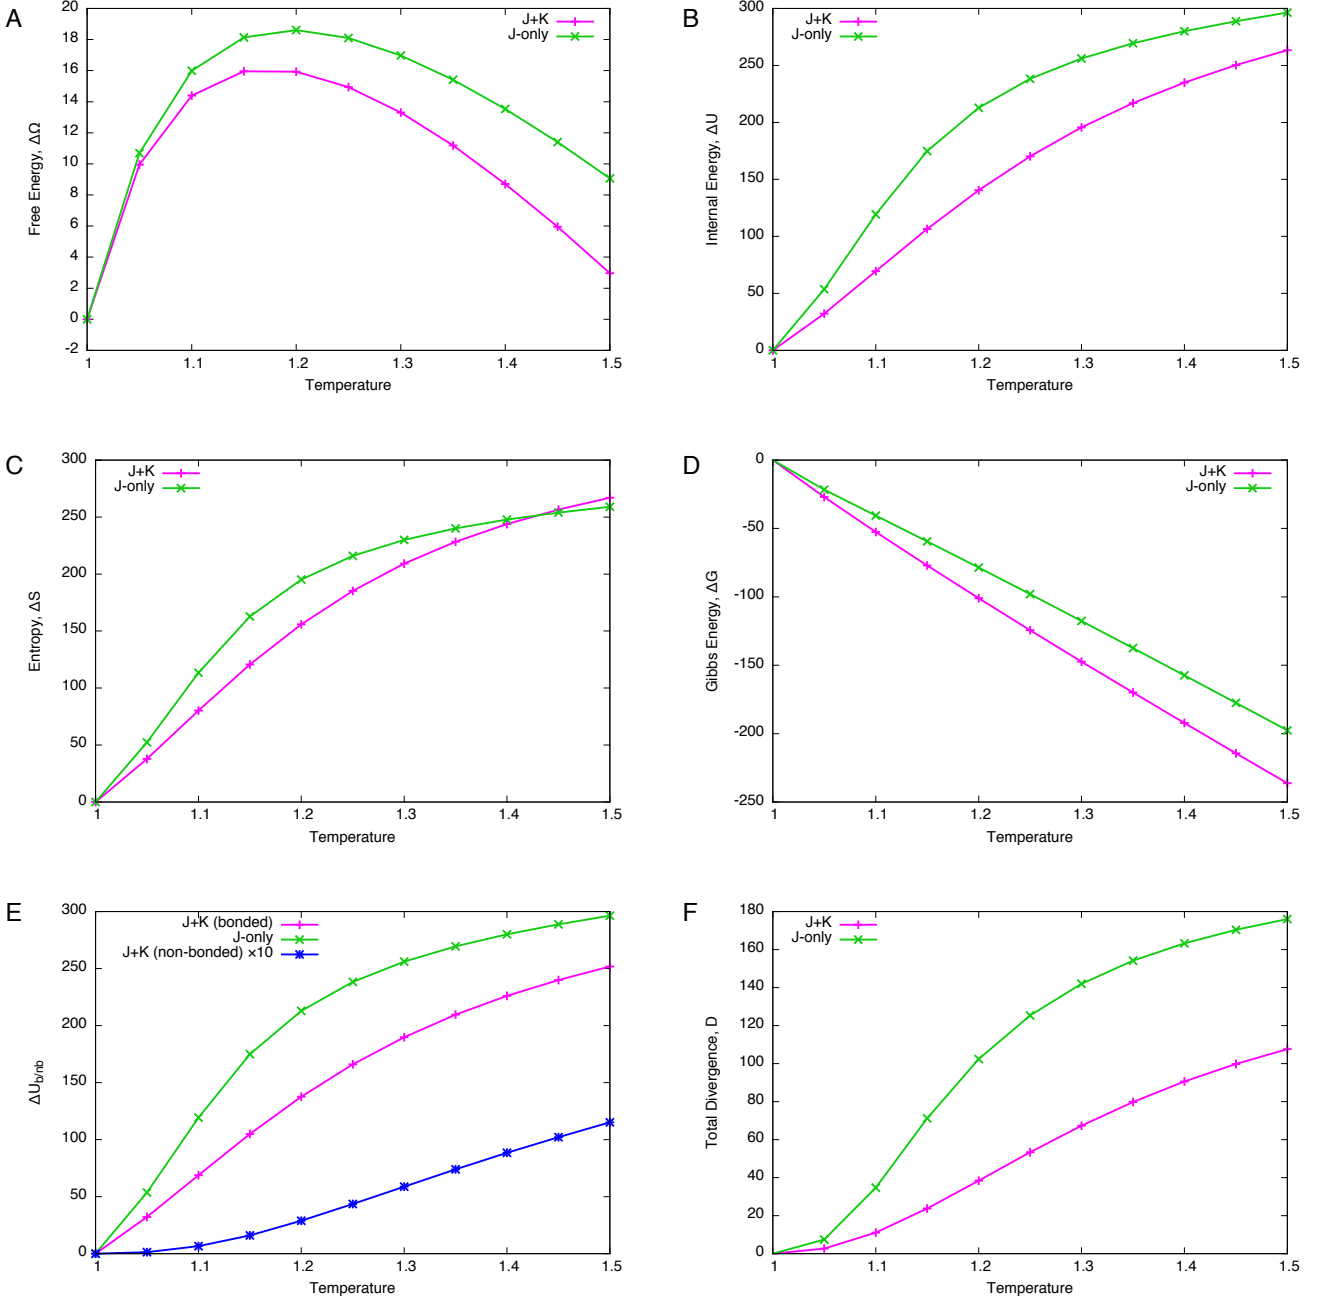 A
20
18
16
14
12
10
8
6
4
2
0
-2
1
1.1
1.2
1.3
1.4
1.5
Free Energy, ΔΩ
Temperature
J+K
J-only
B
300
250
200
150
100
50
0
1
1.1
1.2
1.3
1.4
1.5
Internal Energy, ΔU
Temperature
J+K
J-only
C
300
250
200
150
100
50
0
1
1.1
1.2
1.3
1.4
1.5
Entropy, ΔS
Temperature
J+K
J-only
D
0
-50
-100
-150
-200
-250
1
1.1
1.2
1.3
1.4
1.5
Gibbs Energy, ΔG
Temperature
J+K
J-only
E
300
250
200
150
100
50
0
1
1.1
1.2
1.3
1.4
1.5
ΔU b/nb
Temperature
J+K (bonded)
J-only
J+K (non-bonded) ×10
F
180
160
140
120
100
80
60
40
20
0
1
1.1
1.2
1.3
1.4
1.5
Total Divergence, D
Temperature
J+K
J-only